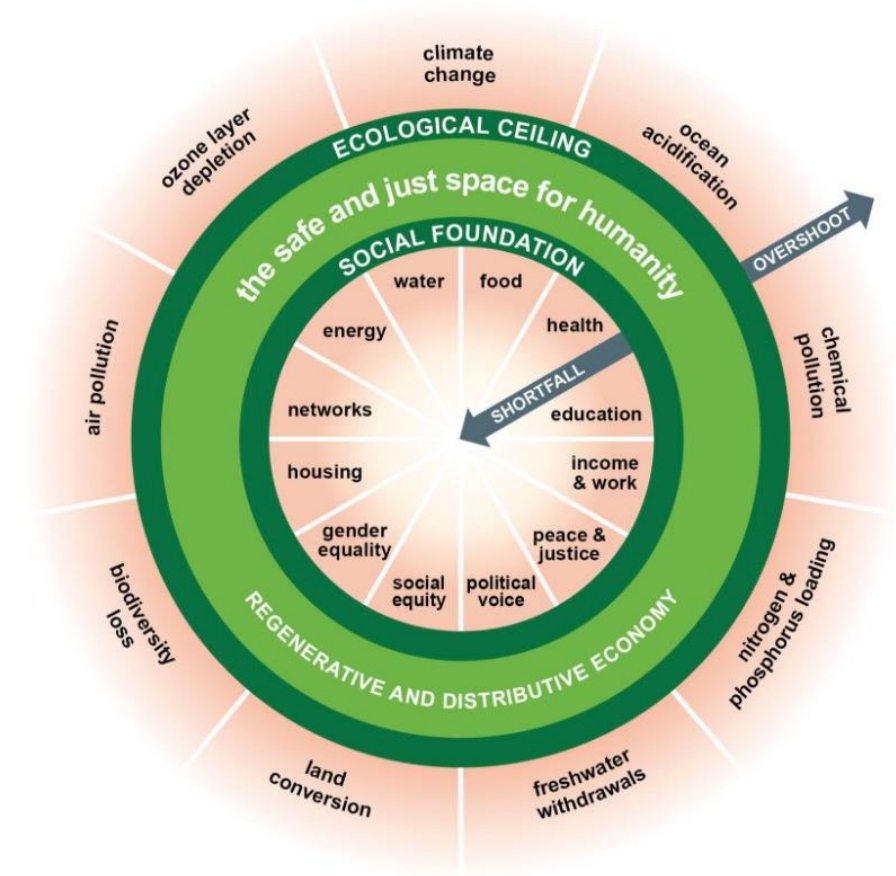 climate
change
ocean
acidification
chemical
pollution
nitrogen &
phosphorus loading
freshwater
withdrawals
land
conversion
biodiversity
loss
air pollution
ozone layer
depletion
ECOLOGICAL CEILING
the safe and just space for humanity
SOCIAL FOUNDATION
OVERSHOOT
SHORTFALL
water
food
energy
health
networks
education
housing
income
& work
gender
equality
peace &
justice
social
equity
political
voice
REGENERATIVE AND DISTRIBUTIVE ECONOMY